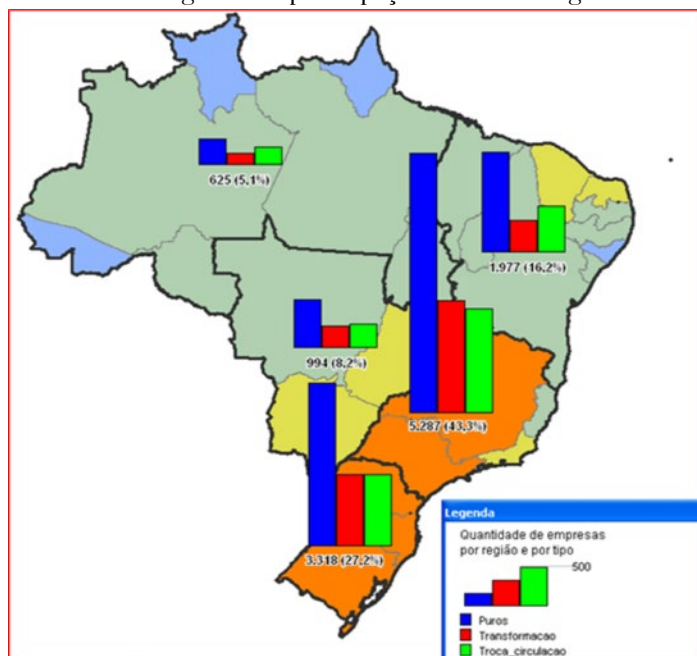 625 (5,1%)
1.977 (16,2%)
994 (8,2%)
5.287 (43,3%)
3.318 (27,2%)
Legenda
Quantidade de empresas
por região e por tipo
500
Puros
Transformacao
Troca_circulacao